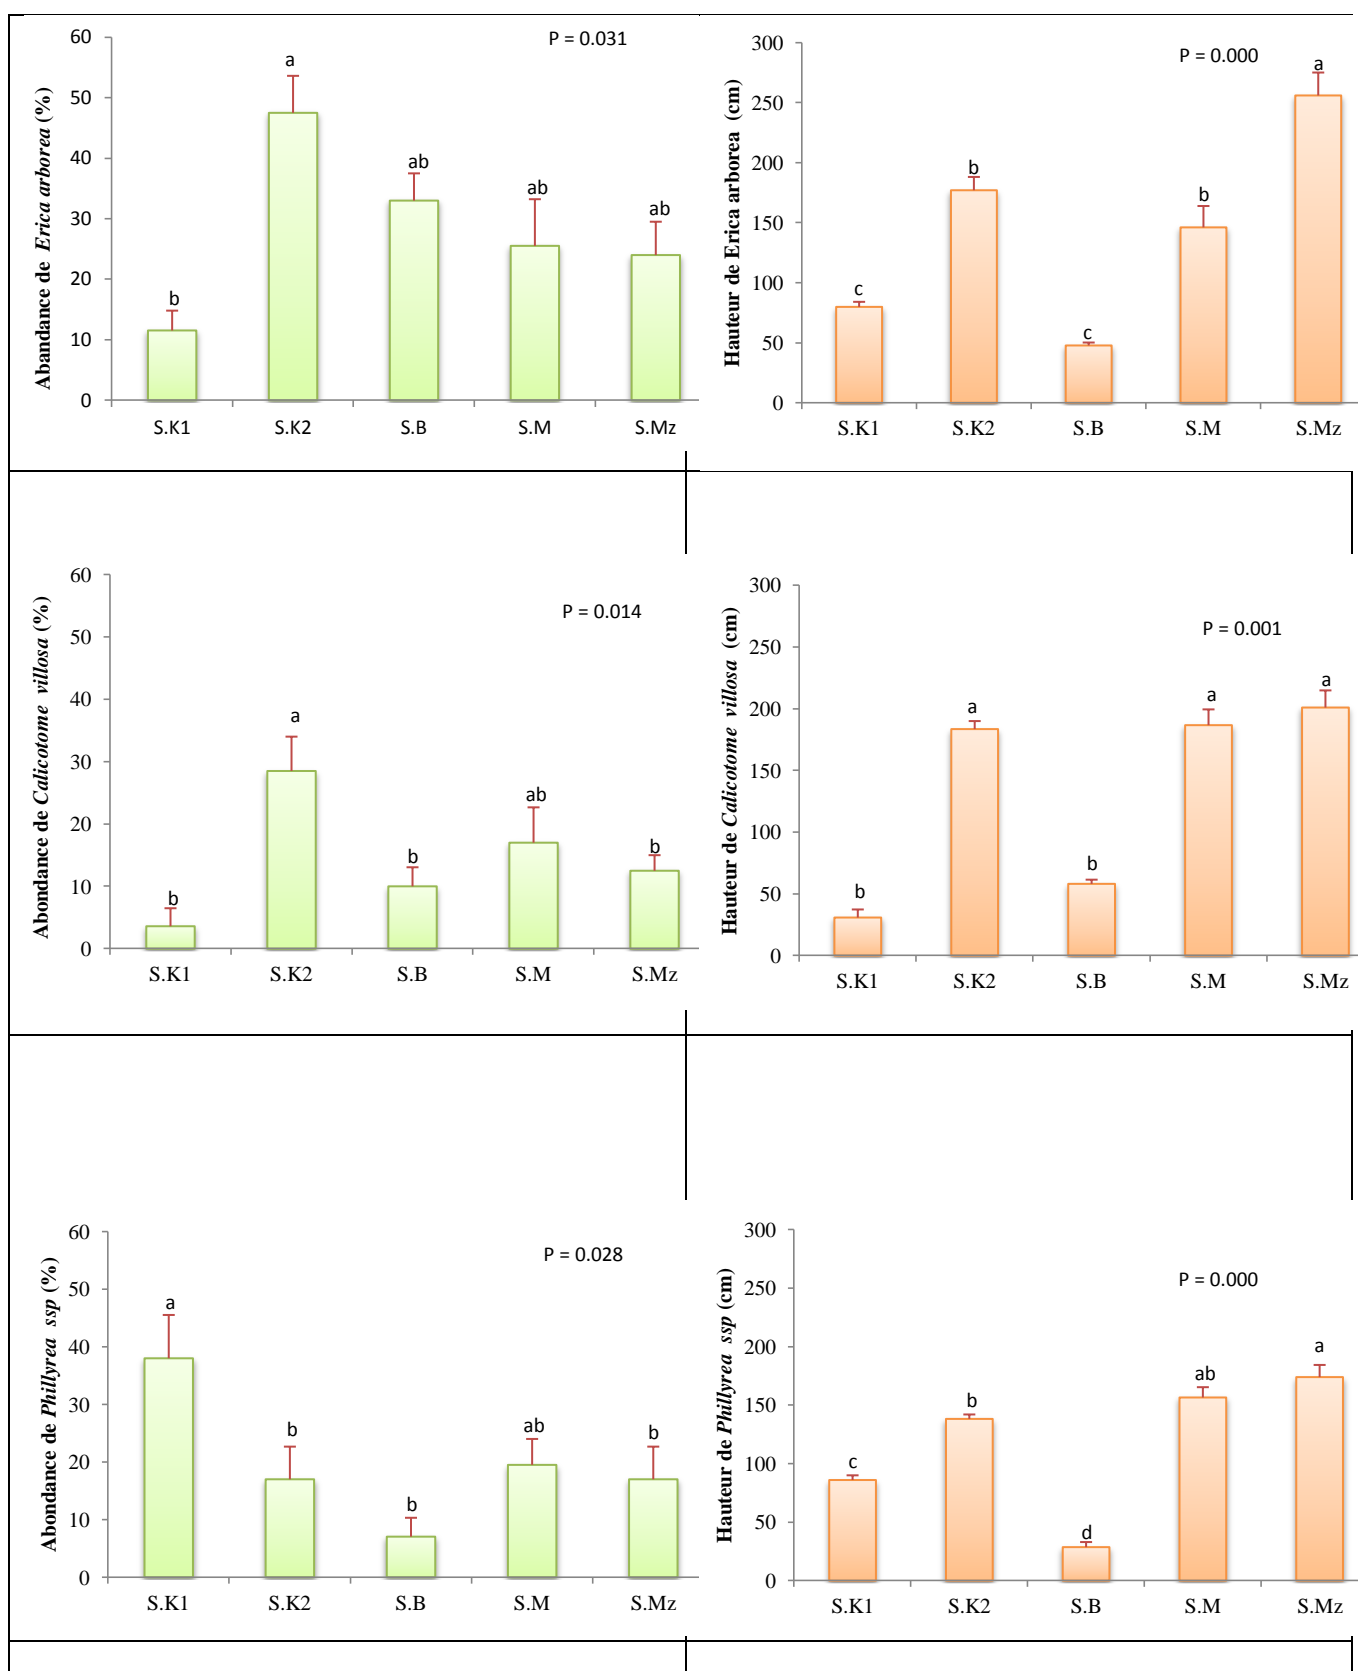 Abandance de Erica arborea (%)
P = 0.031
60
50
40
30
20
10
0
a
ab
ab
ab
b
S.K1 S.K2 S.B S.M S.Mz
Hauteur de Erica arborea (cm)
P = 0.000
300
250
200
150
100
50
0
c
b
c
b
a
S.K1 S.K2 S.B S.M S.Mz
Abondance de Calicotome villosa (%)
P = 0.014
60
50
40
30
20
10
0
b
a
b
ab
b
S.K1 S.K2 S.B S.M S.Mz
Hauteur de Calicotome villosa (cm)
P = 0.001
300
250
200
150
100
50
0
b
a
b
a
a
S.K1 S.K2 S.B S.M S.Mz
Abondance de Phillyrea ssp (%)
P = 0.028
60
50
40
30
20
10
0
a
b
b
ab
b
S.K1 S.K2 S.B S.M S.Mz
Hauteur de Phillyrea ssp (cm)
P = 0.000
300
250
200
150
100
50
0
c
b
d
ab
a
S.K1 S.K2 S.B S.M S.Mz